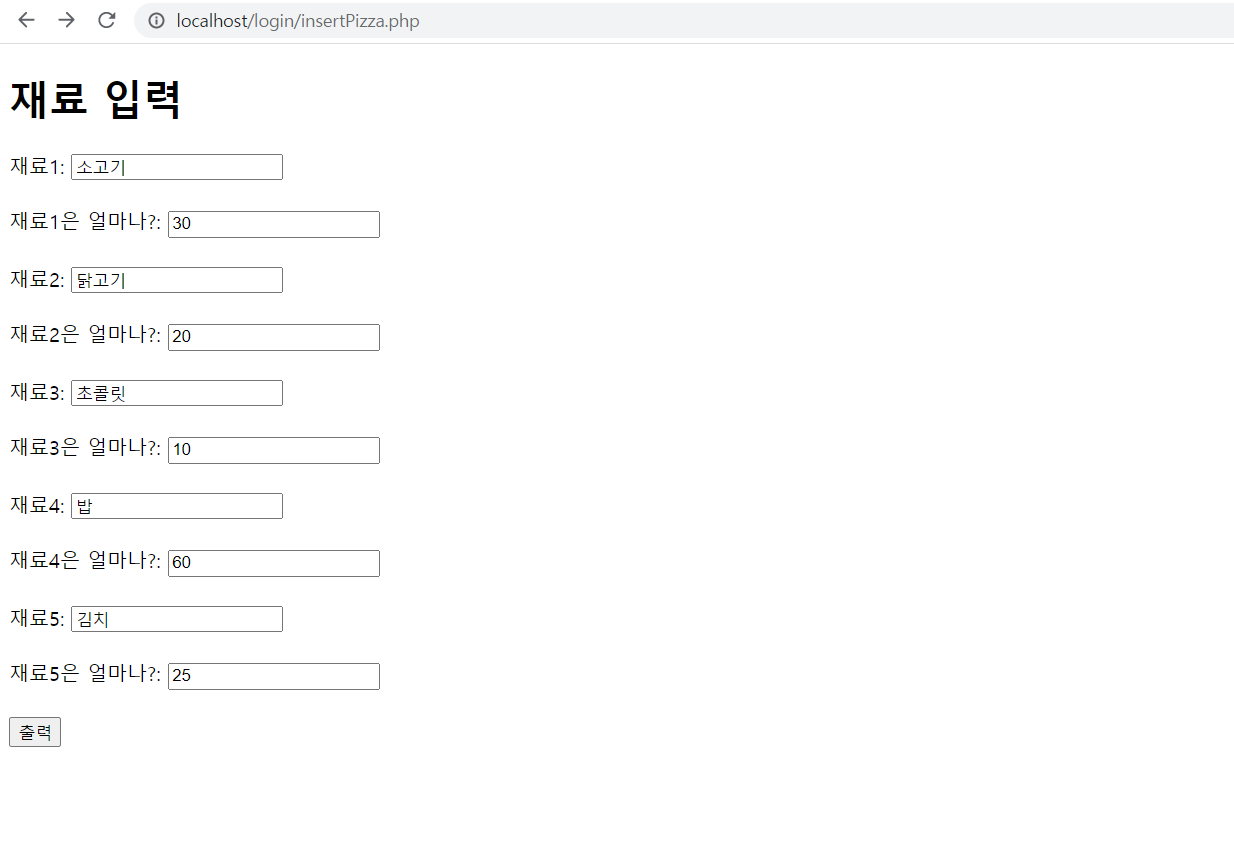 localhost/login/insertPizza.php
재료 입력
재료1: 소고기
재료1은 얼마나?: 30
재료2: 닭고기
재료2은 얼마나?: 20
재료3: 초콜릿
재료3은 얼마나?: 10
재료4: 밥
재료4은 얼마나?: 60
재료5: 김치
재료5은 얼마나?: 25
출력